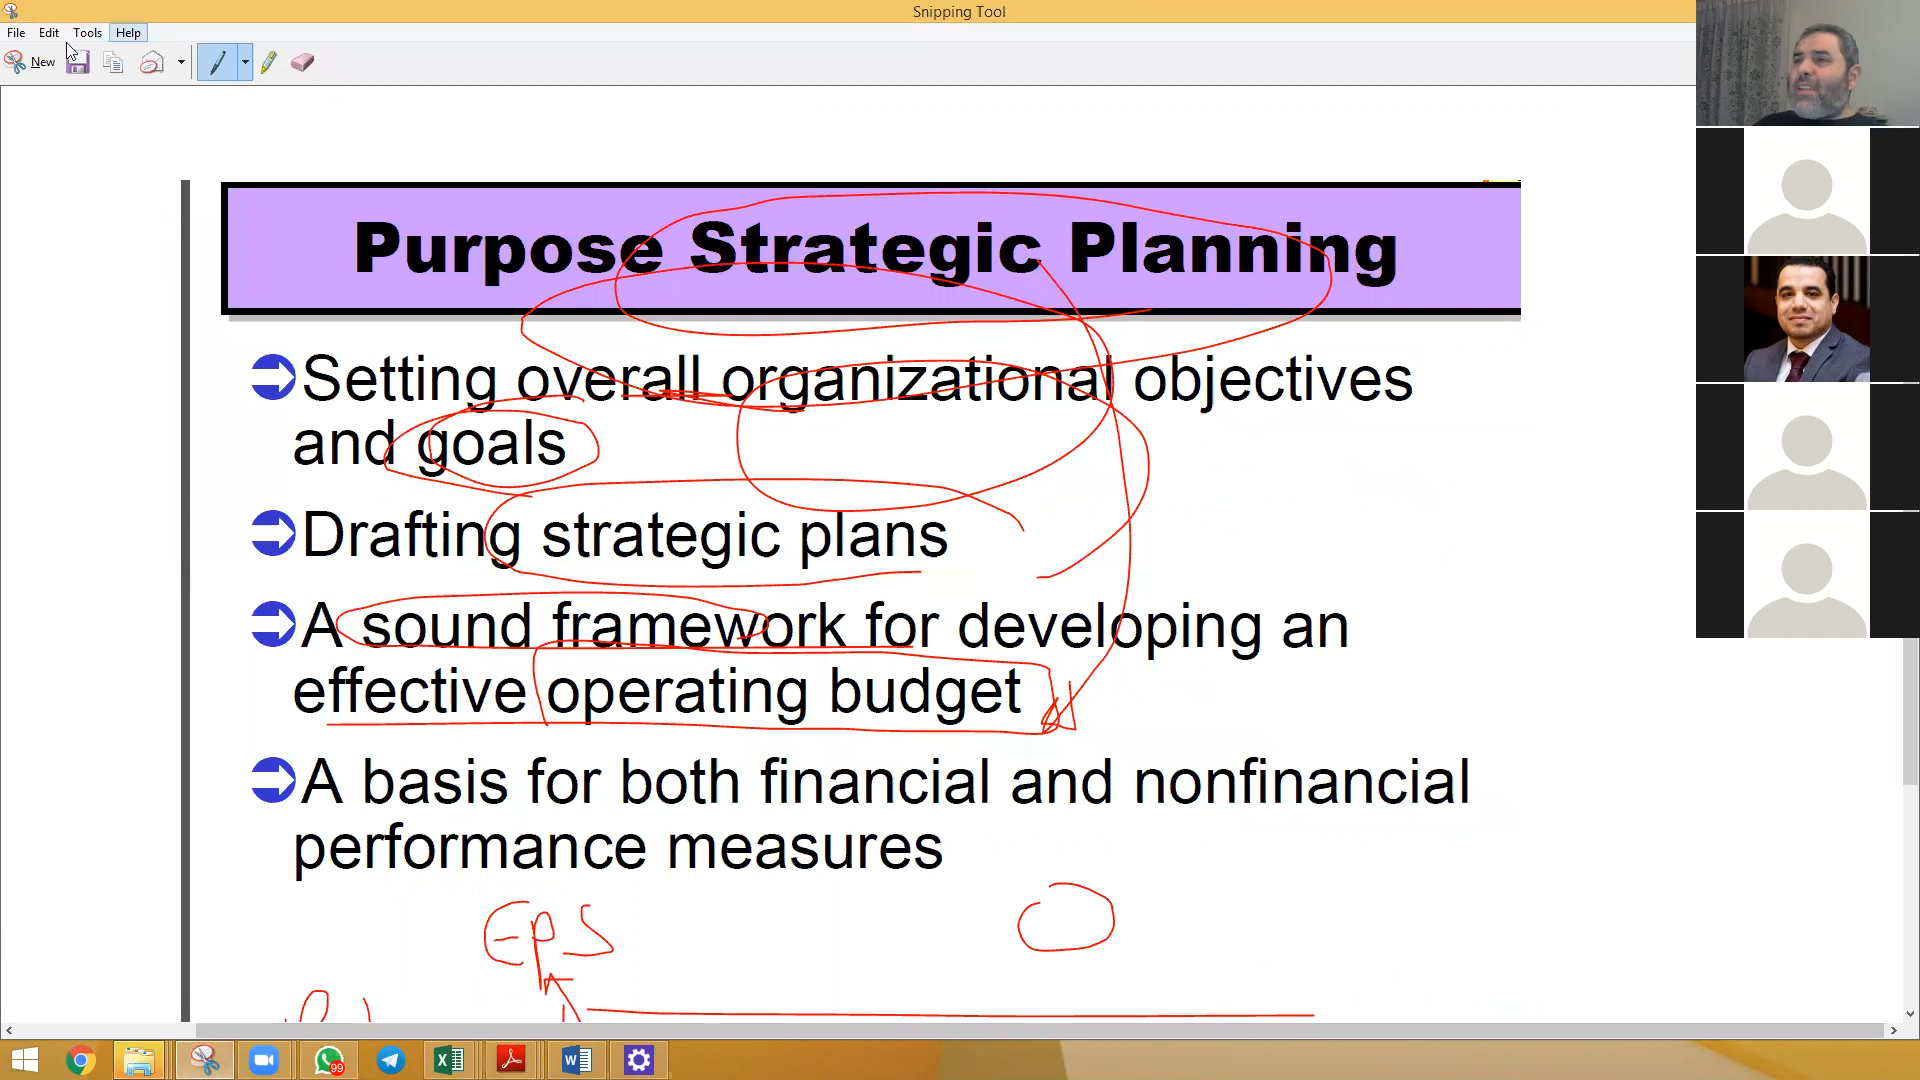 Snipping Tool
File Edit Tools Help
New
Purpose Strategic Planning
Setting overall organizational objectives
and goals
Drafting strategic plans
A sound framework for developing an
effective operating budget
A basis for both financial and nonfinancial
performance measures
EPS
99